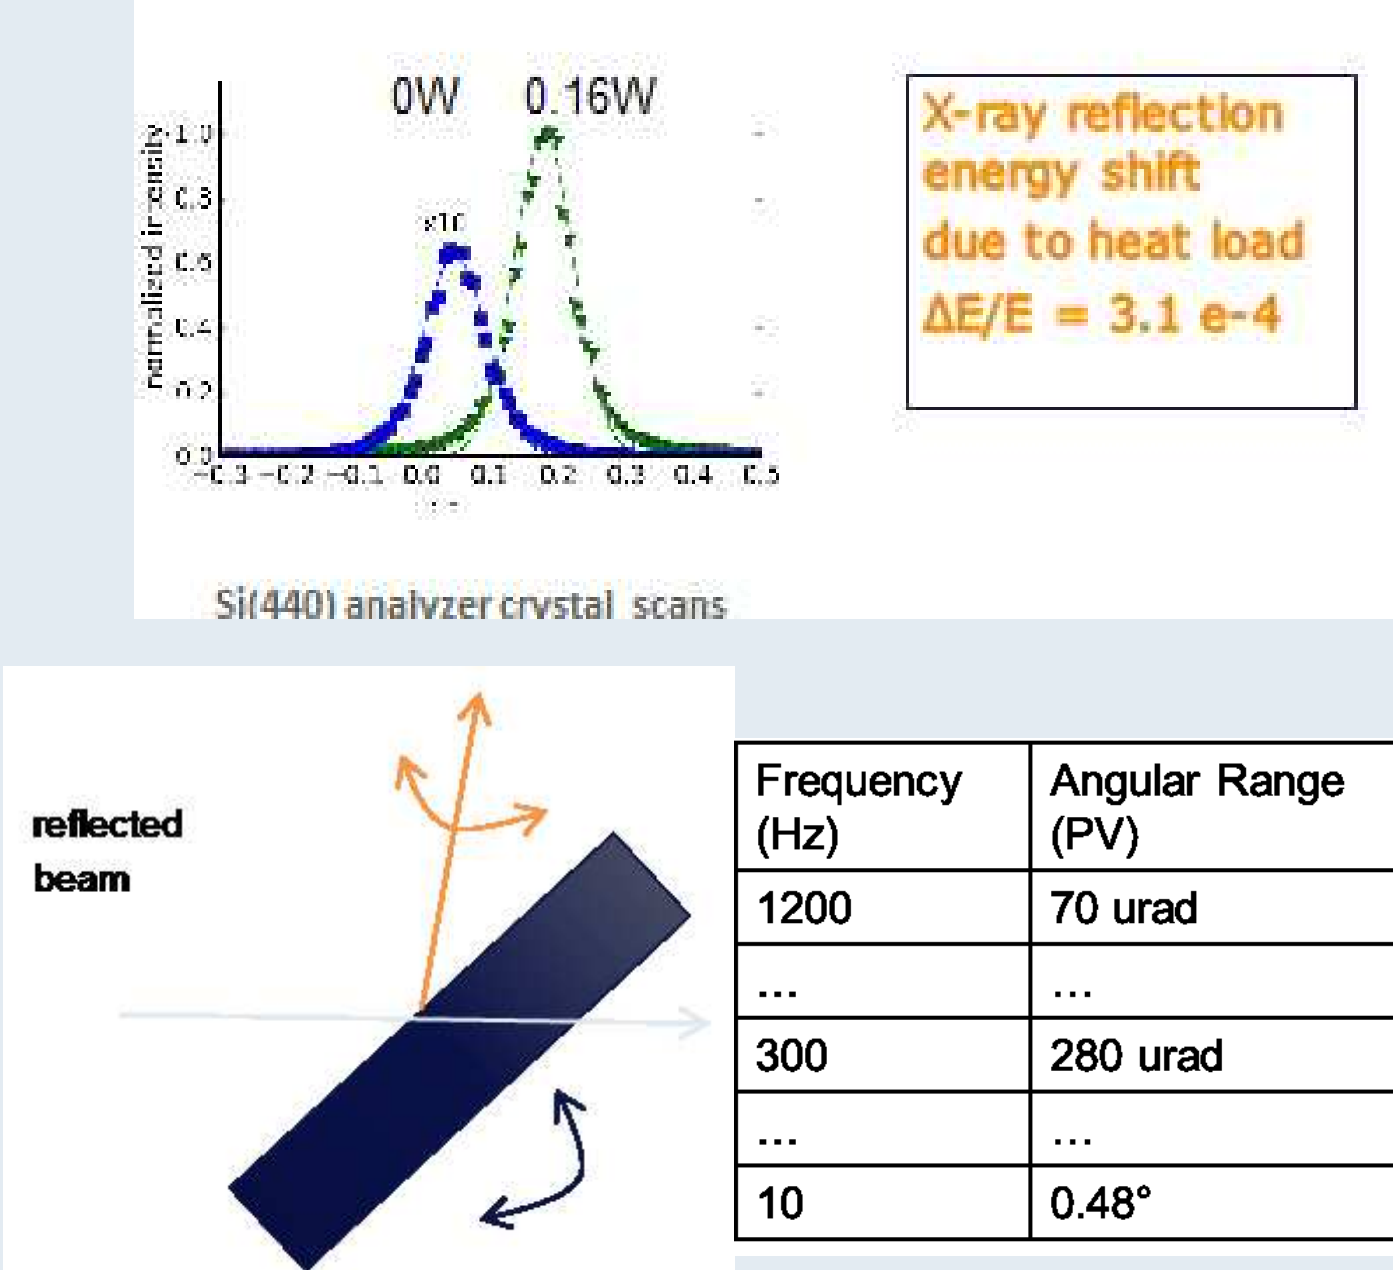 0W 0.16W
normalized intensity
1.0
0.8
x10
0.6
0.4
0.2
0.0
−0.3 −0.2 −0.1 0.0 0.1 0.2 0.3 0.4 0.5
Si(440) analyzer crystal scans
X-ray reflection
energy shift
due to heat load
ΔE/E = 3.1 e-4
reflected
beam
Frequency (Hz) Angular Range (PV)
1200 70 urad
... ...
300 280 urad
... ...
10 0.48°